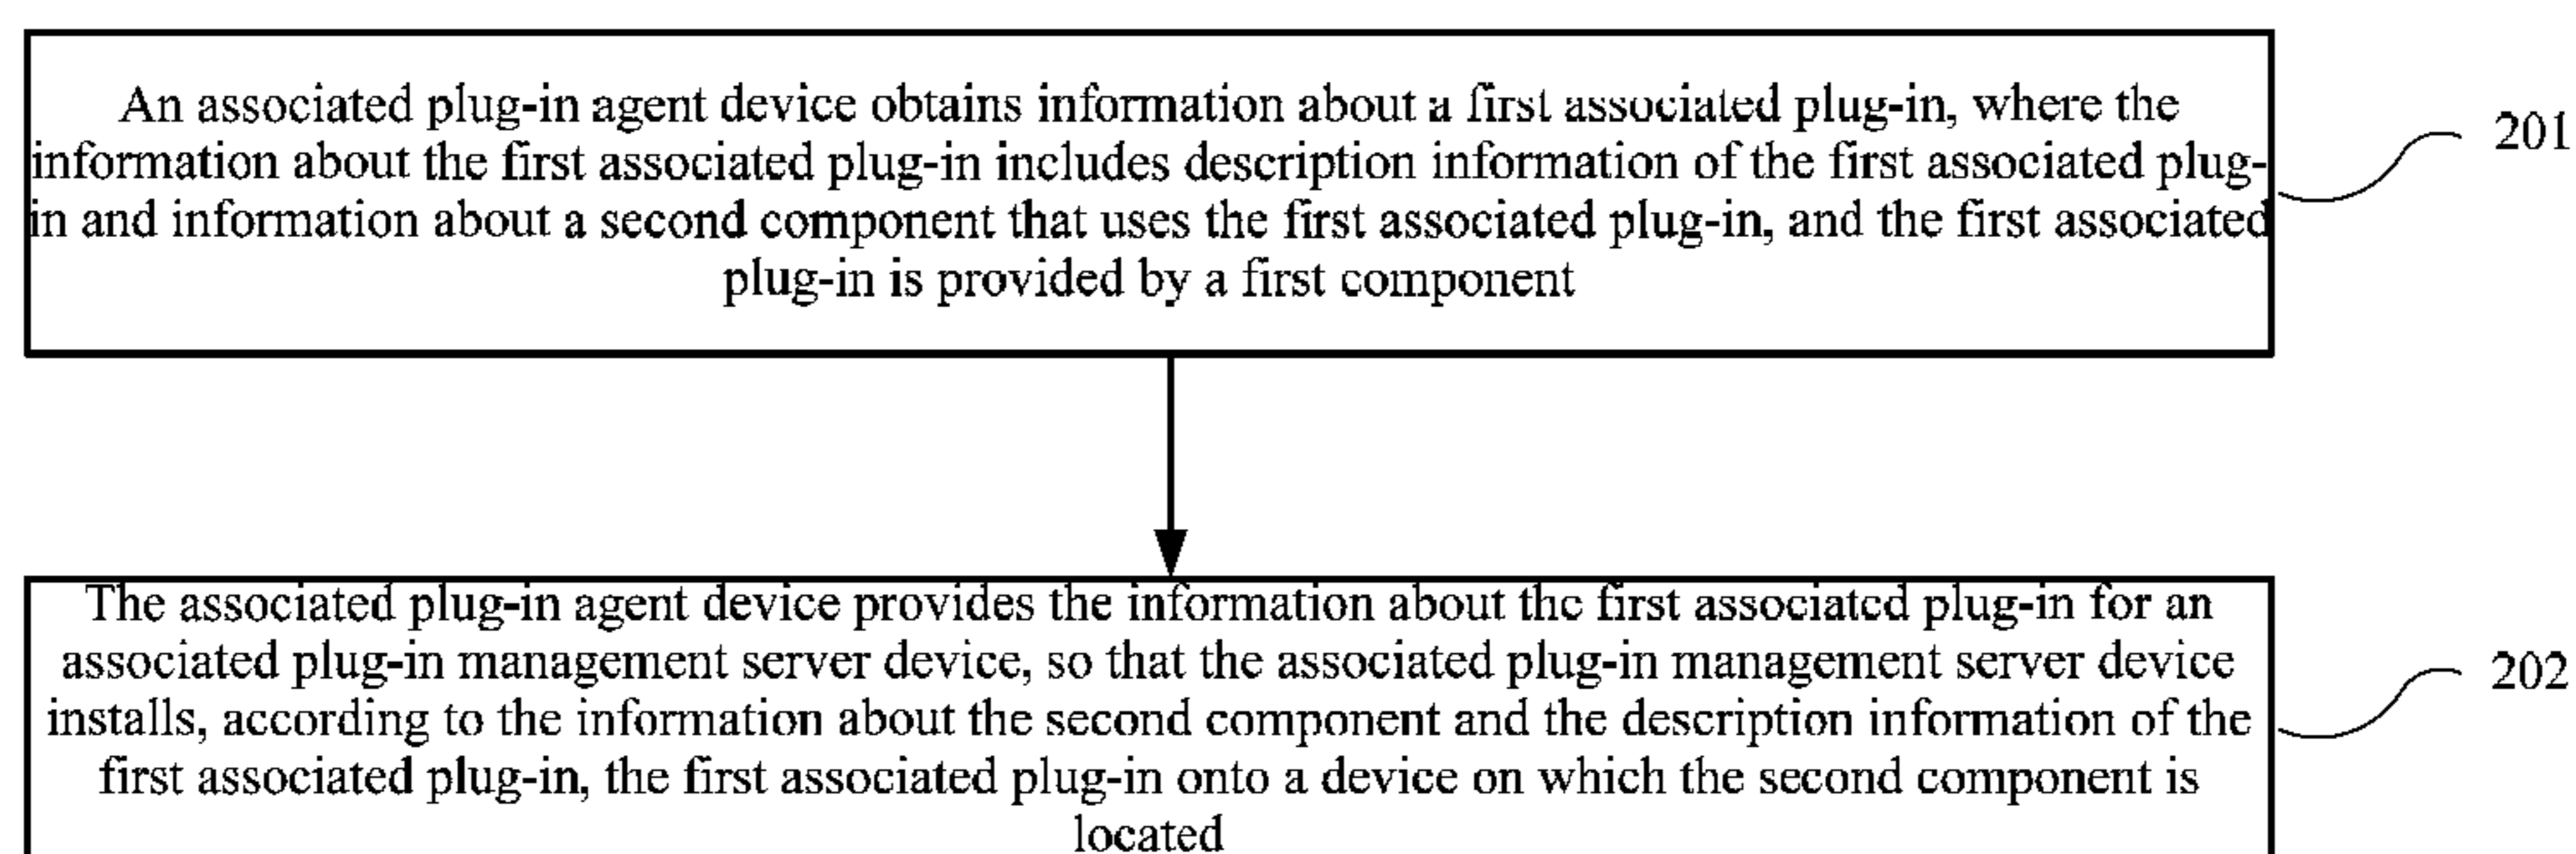 An associated plug-in agent device obtains information about a first associated plug-in, where the
information about the first associated plug-in includes description information of the first associated plug-
in and information about a second component that uses the first associated plug-in, and the first associated
plug-in is provided by a first component
201
The associated plug-in agent device provides the information about the first associated plug-in for an
associated plug-in management server device, so that the associated plug-in management server device
installs, according to the information about the second component and the description information of the
first associated plug-in, the first associated plug-in onto a device on which the second component is
located
202